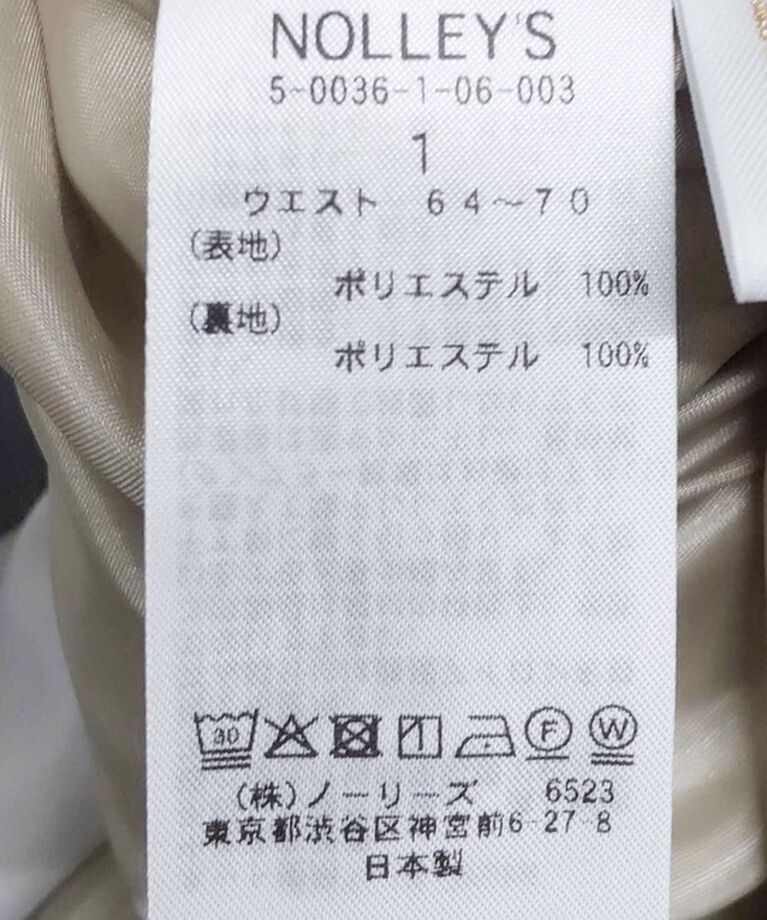 NOLLEY'S
5-0036-1-06-003
1
ウエスト 64～70
(表地)
ポリエステル 100%
(裏地)
ポリエステル 100%
30
F W
(株)ノーリーズ 6523
東京都渋谷区神宮前6-27-8
日本製